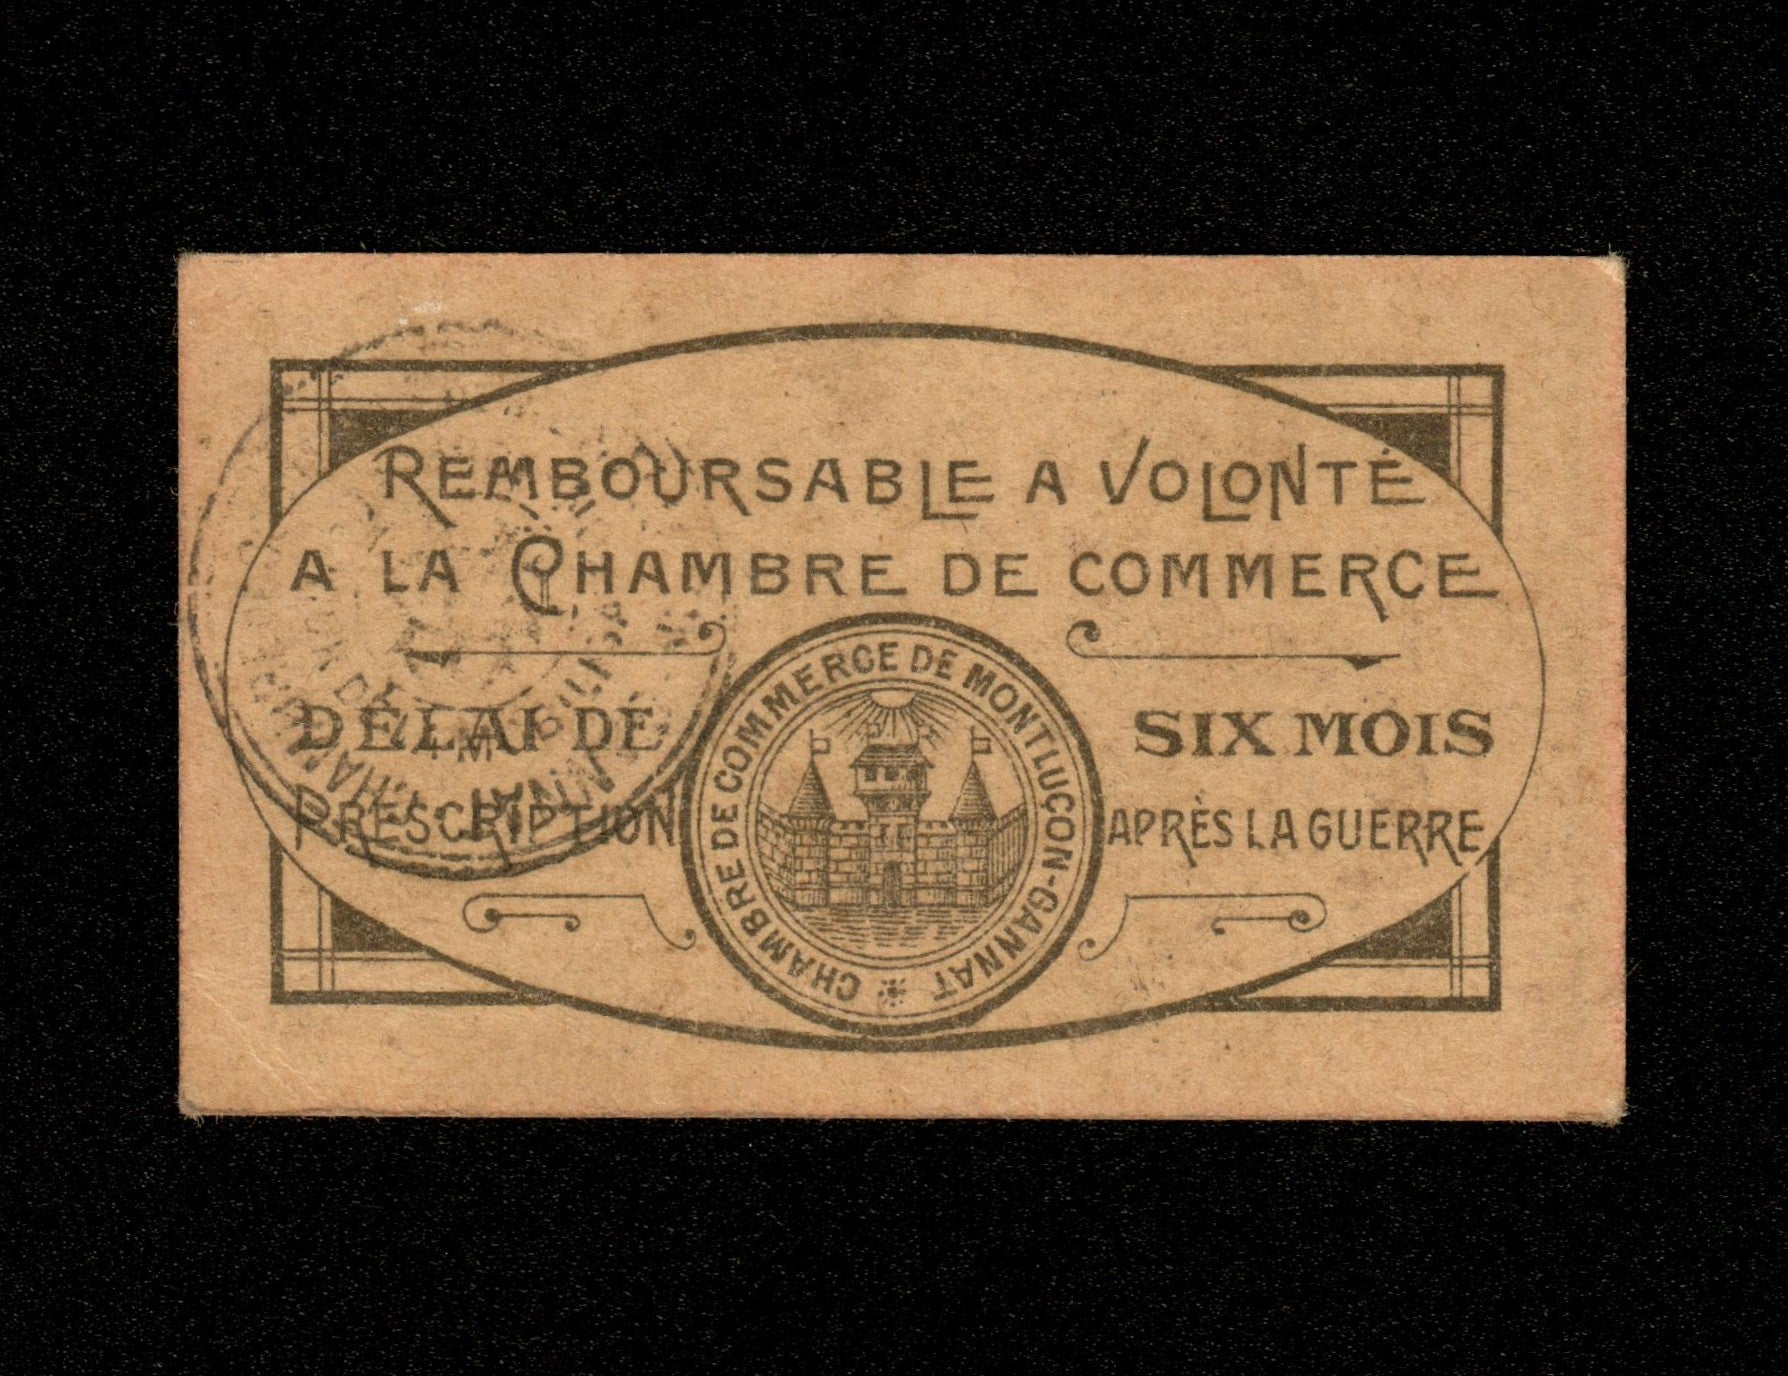 REMBOURSABLE A VOLONTÉ
A LA CHAMBRE DE COMMERCE
DÉLAI DE
PRESCRIPTION
SIX MOIS
APRÈS LA GUERRE
CHAMBRE DE COMMERCE DE MONTLUÇON-GANNAT